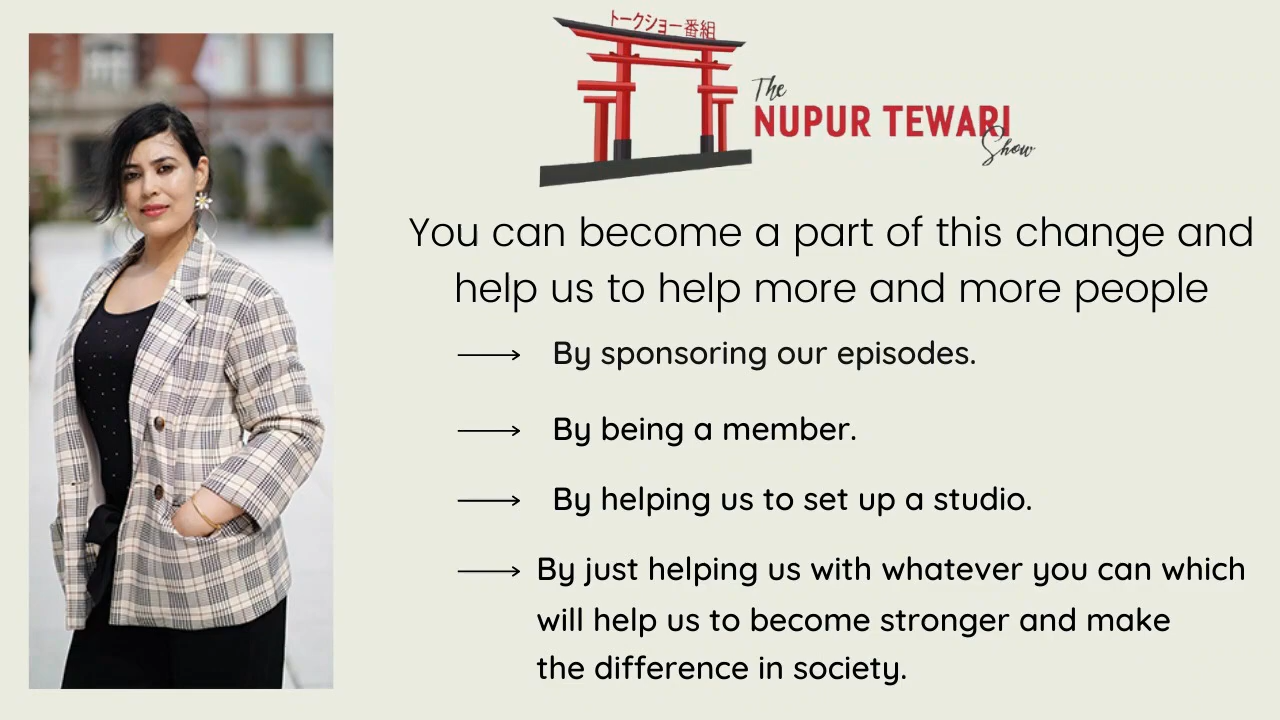 トークショー番組
The
NUPUR TEWARI
Show
You can become a part of this change and
help us to help more and more people
By sponsoring our episodes.
By being a member.
By helping us to set up a studio.
By just helping us with whatever you can which
will help us to become stronger and make
the difference in society.